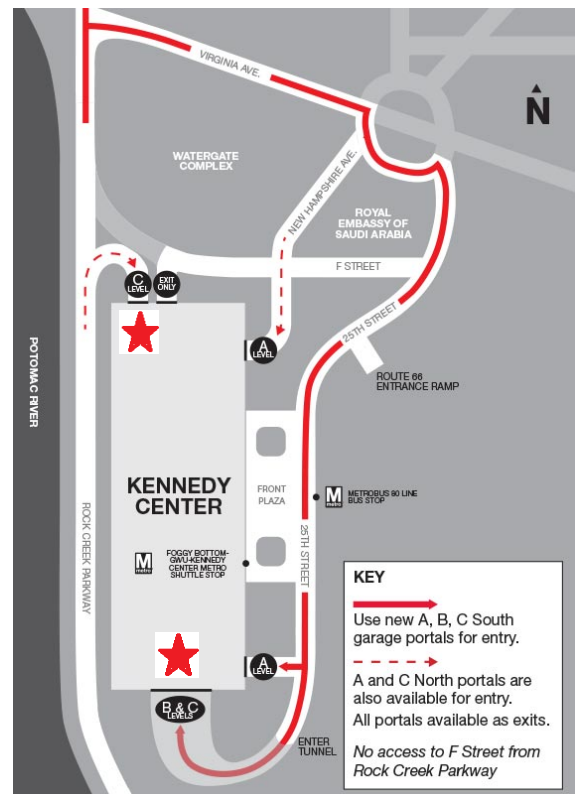 VIRGINIA AVE.
N
WATERGATE
COMPLEX
NEW HAMPSHIRE AVE.
ROYAL
EMBASSY OF
SAUDI ARABIA
F STREET
C
LEVEL
EXIT
ONLY
25TH STREET
A
LEVEL
ROUTE 66
ENTRANCE RAMP
POTOMAC RIVER
KENNEDY
CENTER
FRONT
PLAZA
M
metro
METROBUS 80 LINE
BUS STOP
ROCK CREEK PARKWAY
25TH STREET
M
metro
FOGGY BOTTOM-
GWU-KENNEDY
CENTER METRO
SHUTTLE STOP
A
LEVEL
B & C
LEVELS
ENTER
TUNNEL
KEY
Use new A, B, C South
garage portals for entry.
A and C North portals are
also available for entry.
All portals available as exits.
No access to F Street from
Rock Creek Parkway